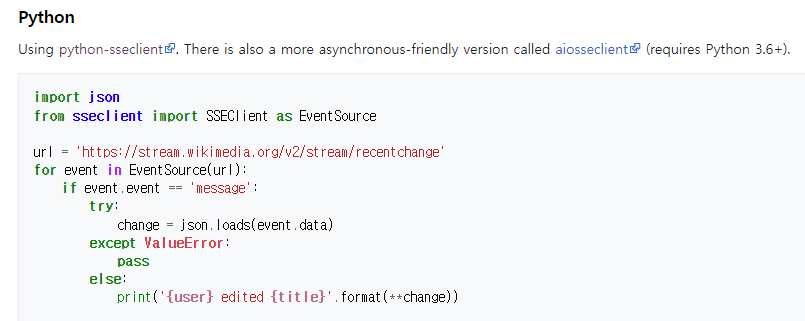 Python
Using python-sseclient. There is also a more asynchronous-friendly version called aiosseclient (requires Python 3.6+).
import json
from sseclient import SSEClient as EventSource
url = 'https://stream.wikimedia.org/v2/stream/recentchange'
for event in EventSource(url):
    if event.event == 'message':
        try:
            change = json.loads(event.data)
        except ValueError:
            pass
        else:
            print('{user} edited {title}'.format(**change))